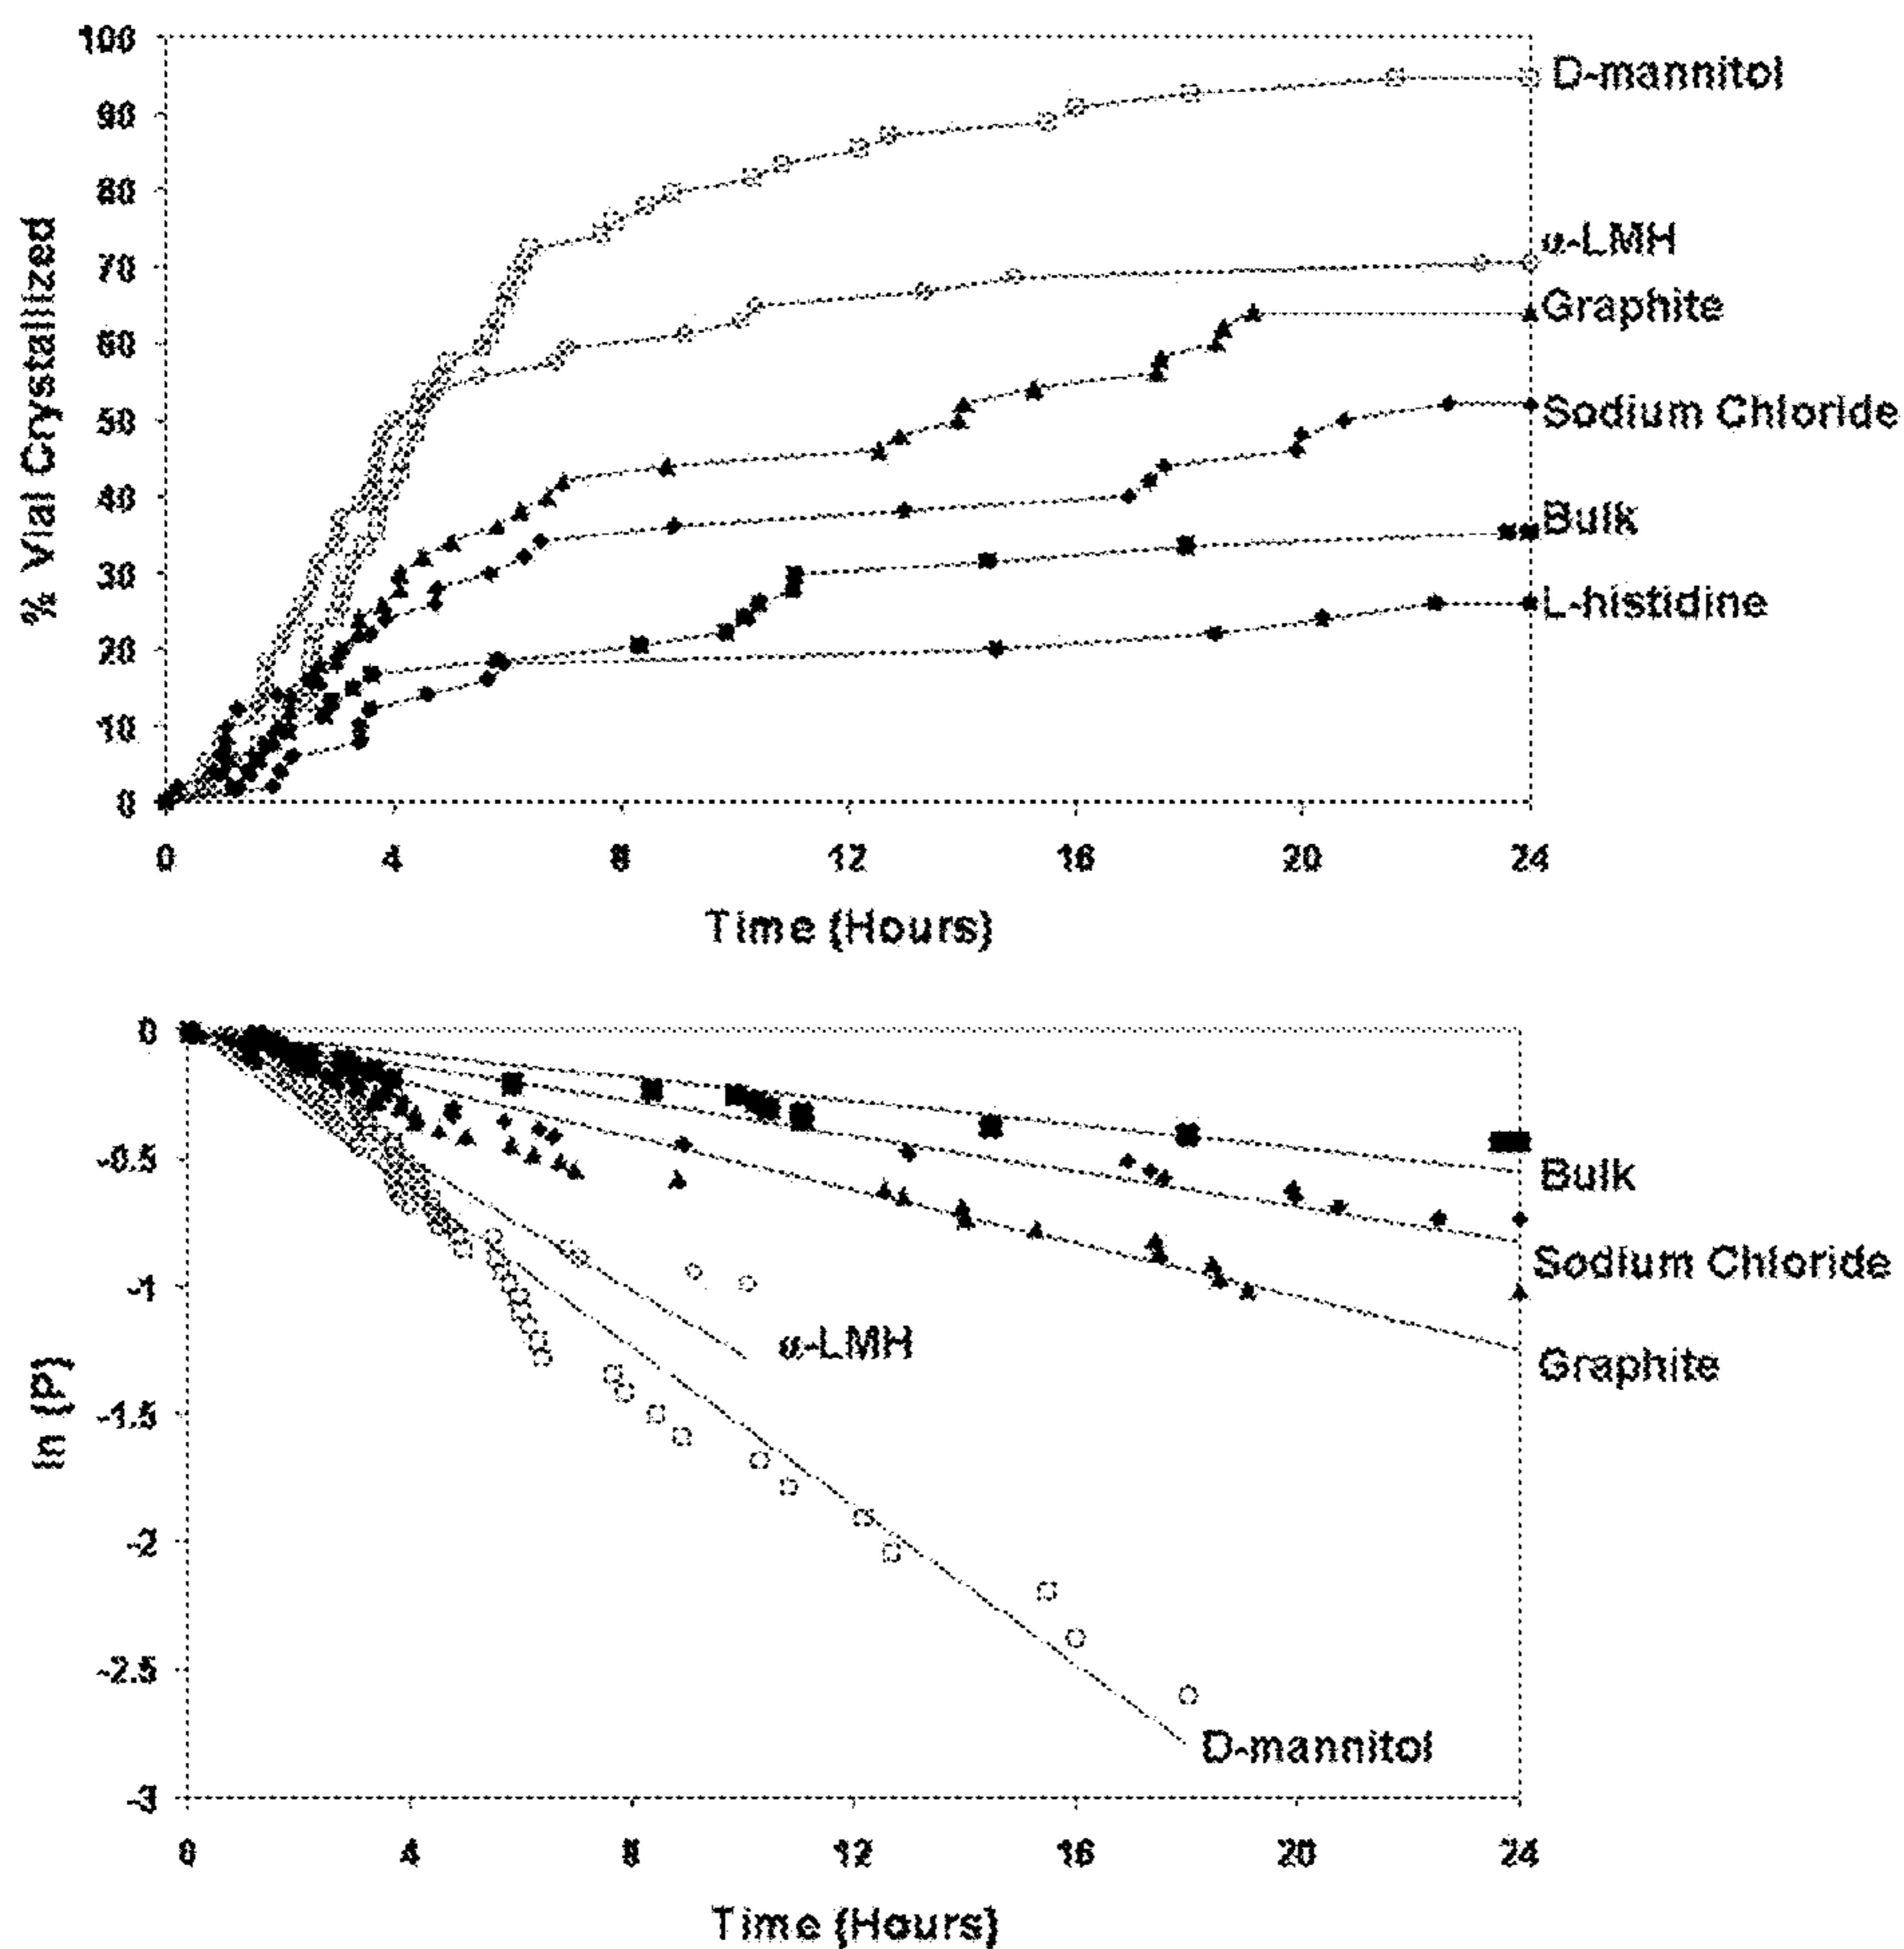 100
90
80
70
60
50
40
30
20
10
0
% Vial Crystallized
D-mannitol
α-LMH
Graphite
Sodium Chloride
Bulk
L-histidine
0 4 8 12 16 20 24
Time (Hours)
0
-0.5
-1
-1.5
-2
-2.5
-3
ln (P)
Bulk
Sodium Chloride
Graphite
α-LMH
D-mannitol
0 4 8 12 16 20 24
Time (Hours)